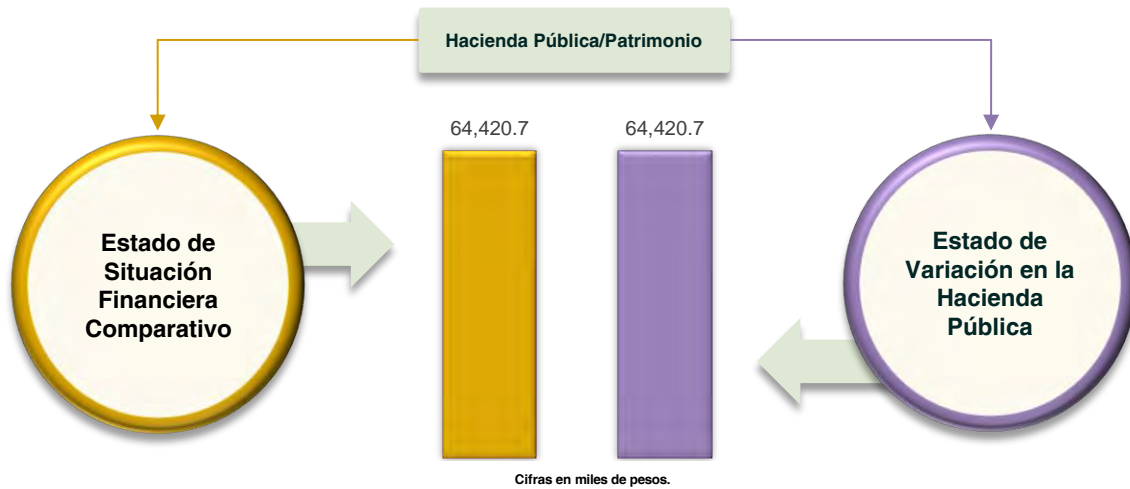 Hacienda Pública/Patrimonio
64,420.7
64,420.7
Estado de
Situación
Financiera
Comparativo
Estado de
Variación en la
Hacienda
Pública
Cifras en miles de pesos.